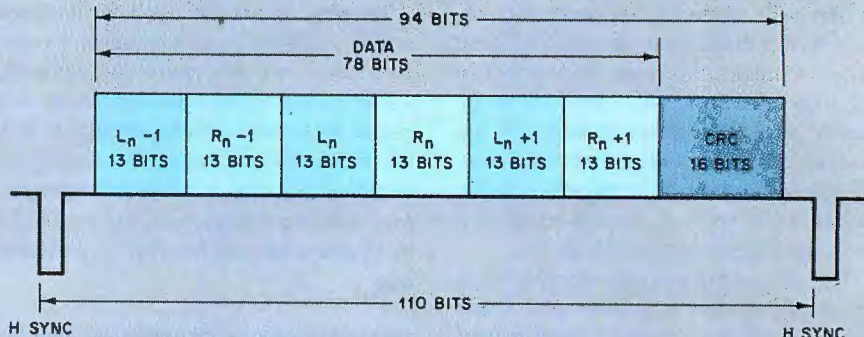 94 BITS
DATA
78 BITS
Lₙ -1
13 BITS
Rₙ -1
13 BITS
Lₙ
13 BITS
Rₙ
13 BITS
Lₙ +1
13 BITS
Rₙ +1
13 BITS
CRC
16 BITS
110 BITS
H SYNC
H SYNC